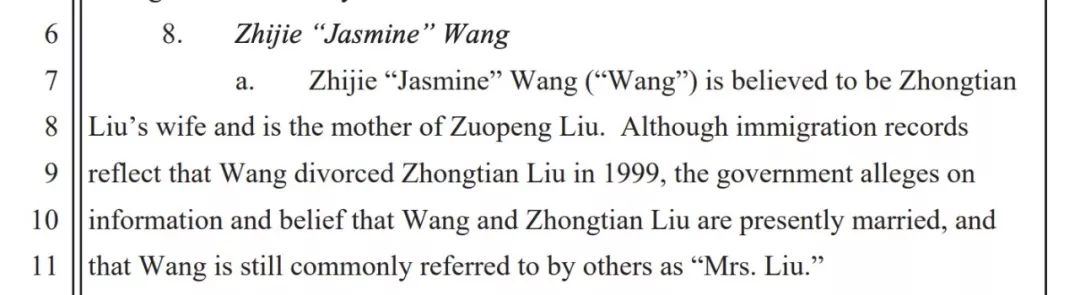 6 8. Zhijie “Jasmine” Wang
7 a. Zhijie “Jasmine” Wang (“Wang”) is believed to be Zhongtian
8 Liu’s wife and is the mother of Zuopeng Liu.  Although immigration records
9 reflect that Wang divorced Zhongtian Liu in 1999, the government alleges on
10 information and belief that Wang and Zhongtian Liu are presently married, and
11 that Wang is still commonly referred to by others as “Mrs. Liu.”